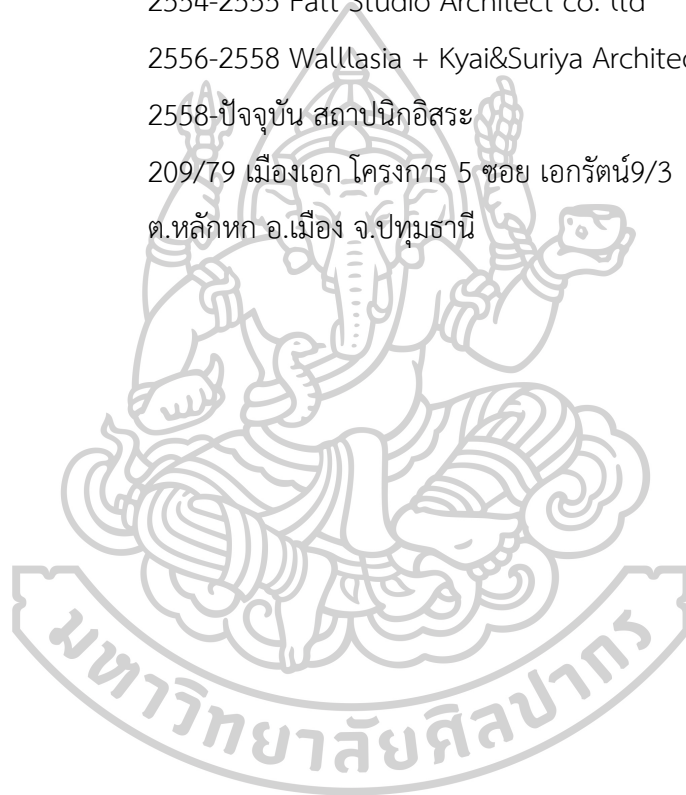 2554-2555 Fatt Studio Architect co. ltd
2556-2558 Walllasia + Kyai&Suriya Architec
2558-ปัจจุบัน สถาปนิกอิสระ
209/79 เมืองเอก โครงการ 5 ซอย เอกรัตน์9/3
ต.หลักหก อ.เมือง จ.ปทุมธานี
มหาวิทยาลัยศิลปากร